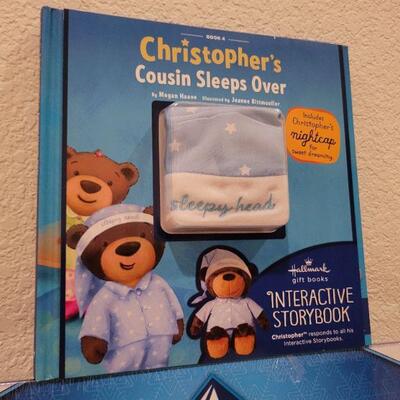 BOOK 4
Christopher's
Cousin Sleeps Over
By Megan Haave Illustrated by Jeanne Bittmueller
Includes
Christopher's
nightcap
for sweet dreaming
sleepy head
sleepy head
Hallmark
gift books
INTERACTIVE
STORYBOOK
Christopher™ responds to all his
Interactive Storybooks.